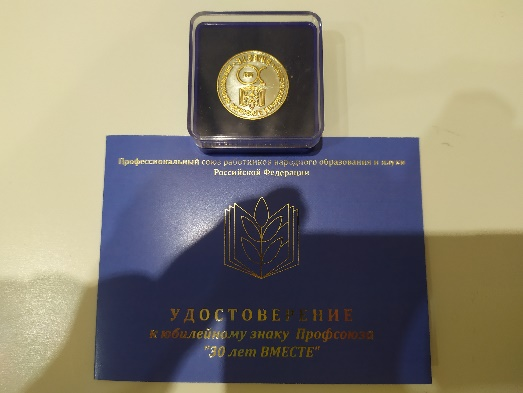 Профессиональный союз работников народного образования и науки
Российской Федерации
УДОСТОВЕРЕНИЕ
к юбилейному знаку Профсоюза
"30 лет ВМЕСТЕ"